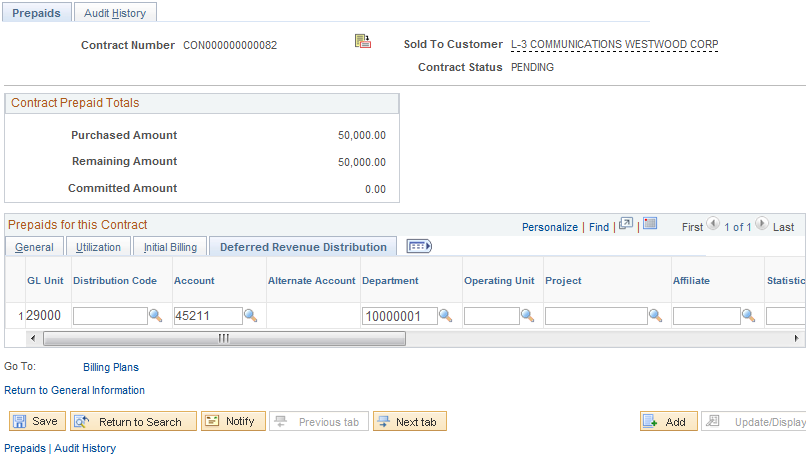 Prepaids Audit History
Contract Number CON000000000082 Sold To Customer L-3 COMMUNICATIONS WESTWOOD CORP
Contract Status PENDING
Contract Prepaid Totals
Purchased Amount 50,000.00
Remaining Amount 50,000.00
Committed Amount 0.00
Prepaids for this Contract Personalize | Find | | First 1 of 1 Last
General Utilization Initial Billing Deferred Revenue Distribution
GL Unit Distribution Code Account Alternate Account Department Operating Unit Project Affiliate Statistic
1 29000 45211 10000001
Go To: Billing Plans
Return to General Information
Save Return to Search Notify Previous tab Next tab Add Update/Display
Prepaids | Audit History